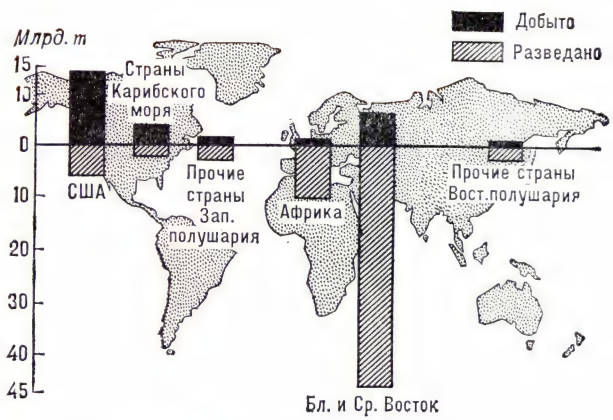 Млрд. т
Добыто
Разведано
15
10
0
10
20
30
40
45
США
Страны
Карибского
моря
Прочие
страны
Зап.
полушария
Африка
Бл. и Ср. Восток
Прочие страны
Вост. полушария